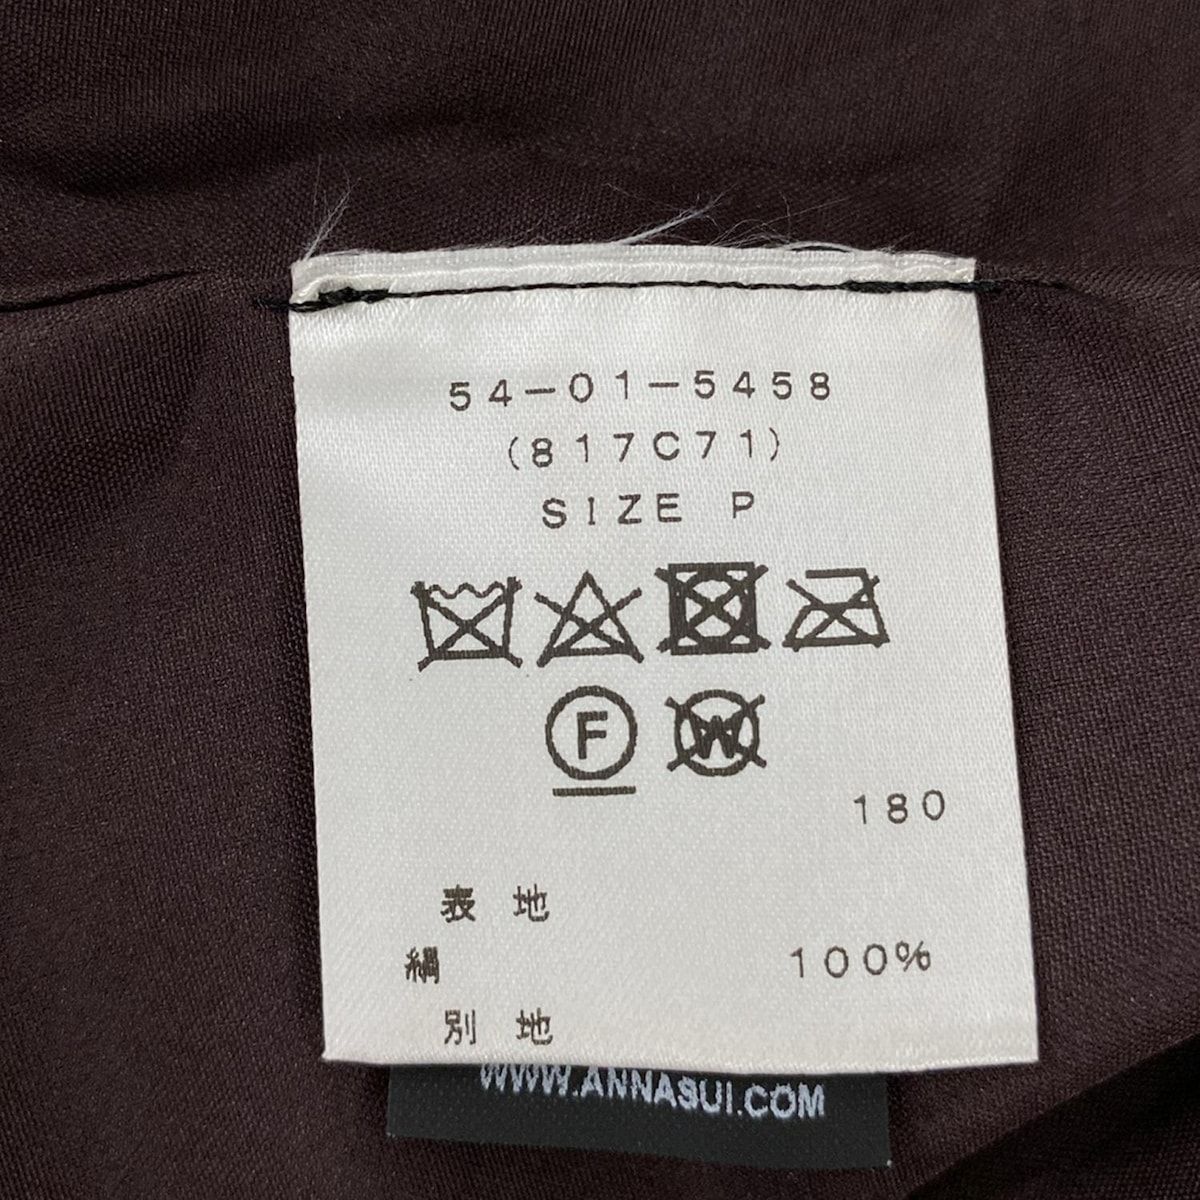 54-01-5458
(817C71)
SIZE P
F W
180
表地
絹 100%
別地
WWW.ANNASUI.COM